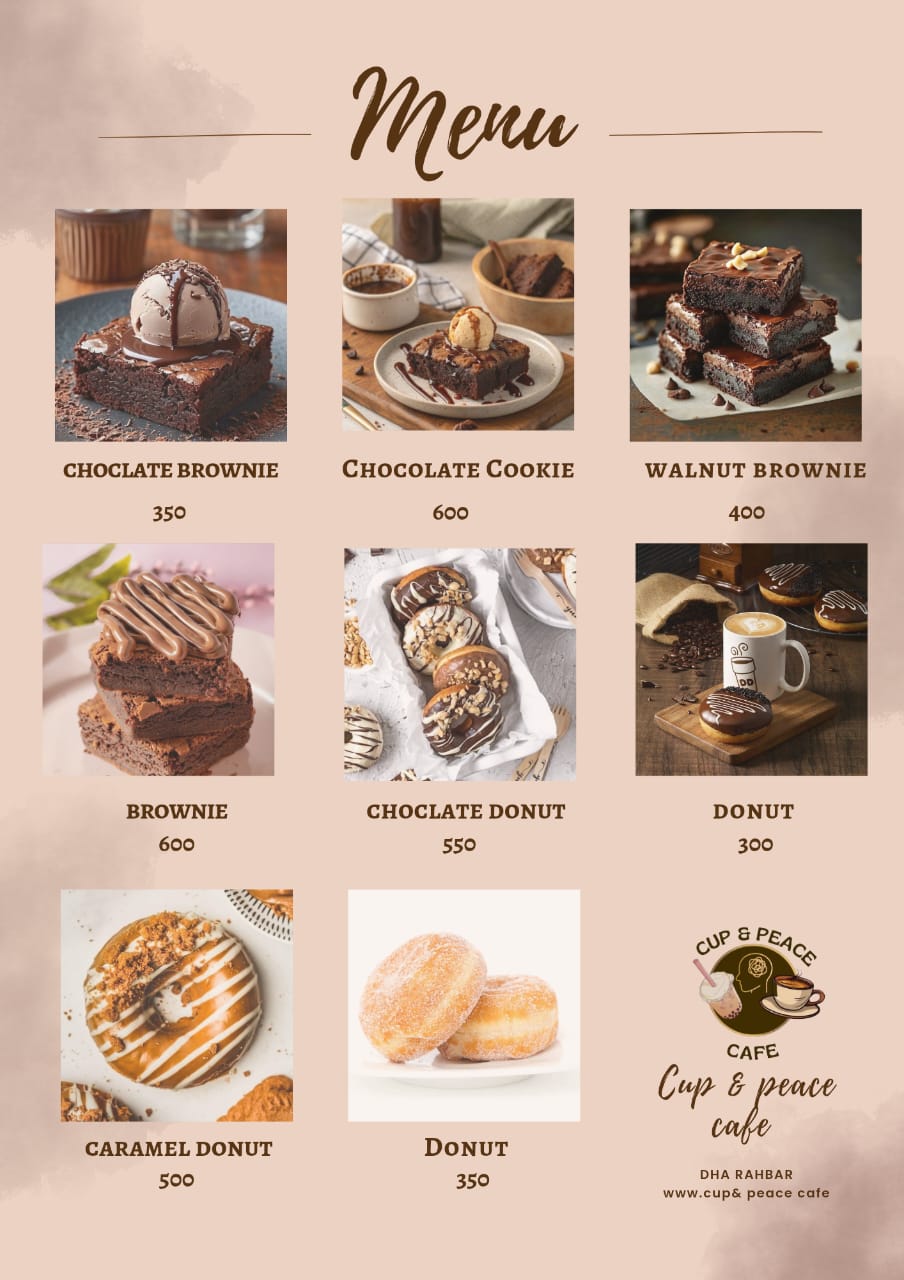 Menu
CHOCLATE BROWNIE
Chocolate Cookie
WALNUT BROWNIE
350
600
400
BROWNIE
CHOCLATE DONUT
DONUT
600
550
300
CUP & PEACE
CAFE
Cup & peace
cafe
CARAMEL DONUT
Donut
500
350
DHA RAHBAR
www.cup& peace cafe